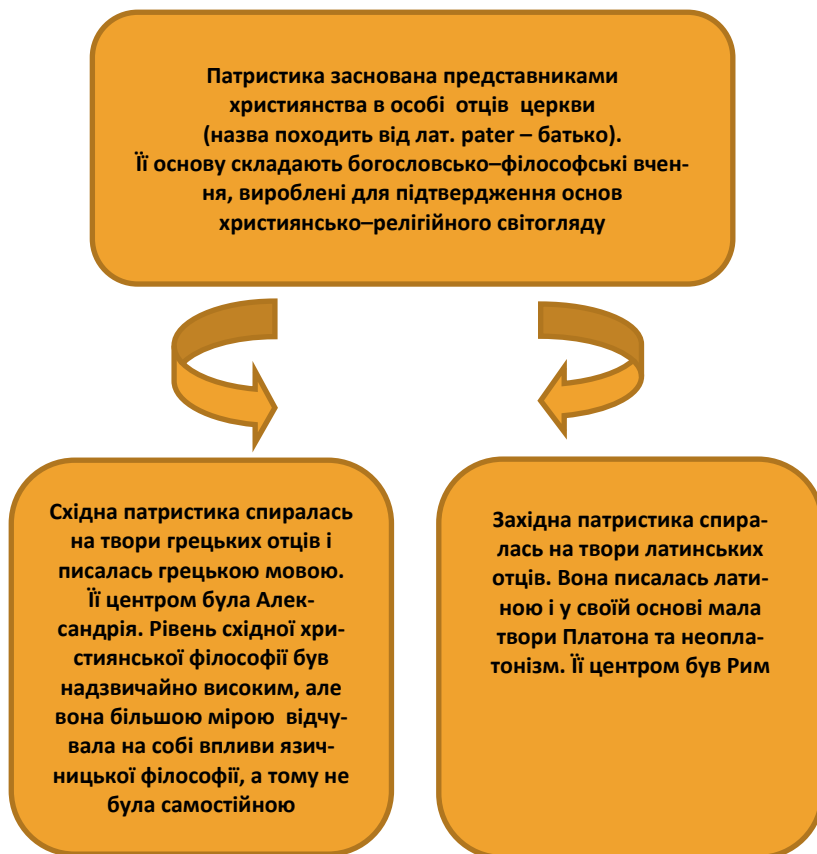 Патристика заснована представниками
християнства в особі отців церкви
(назва походить від лат. pater – батько).
Її основу складають богословсько–філософські вчен-
ня, вироблені для підтвердження основ
християнсько–релігійного світогляду
Східна патристика спиралась
на твори грецьких отців і
писалась грецькою мовою.
Її центром була Алек-
сандрія. Рівень східної хри-
стиянської філософії був
надзвичайно високим, але
вона більшою мірою відчу-
вала на собі впливи язич-
ницької філософії, а тому не
була самостійною
Західна патристика спира-
лась на твори латинських
отців. Вона писалась лати-
ною і у своїй основі мала
твори Платона та неопла-
тонізм. Її центром був Рим